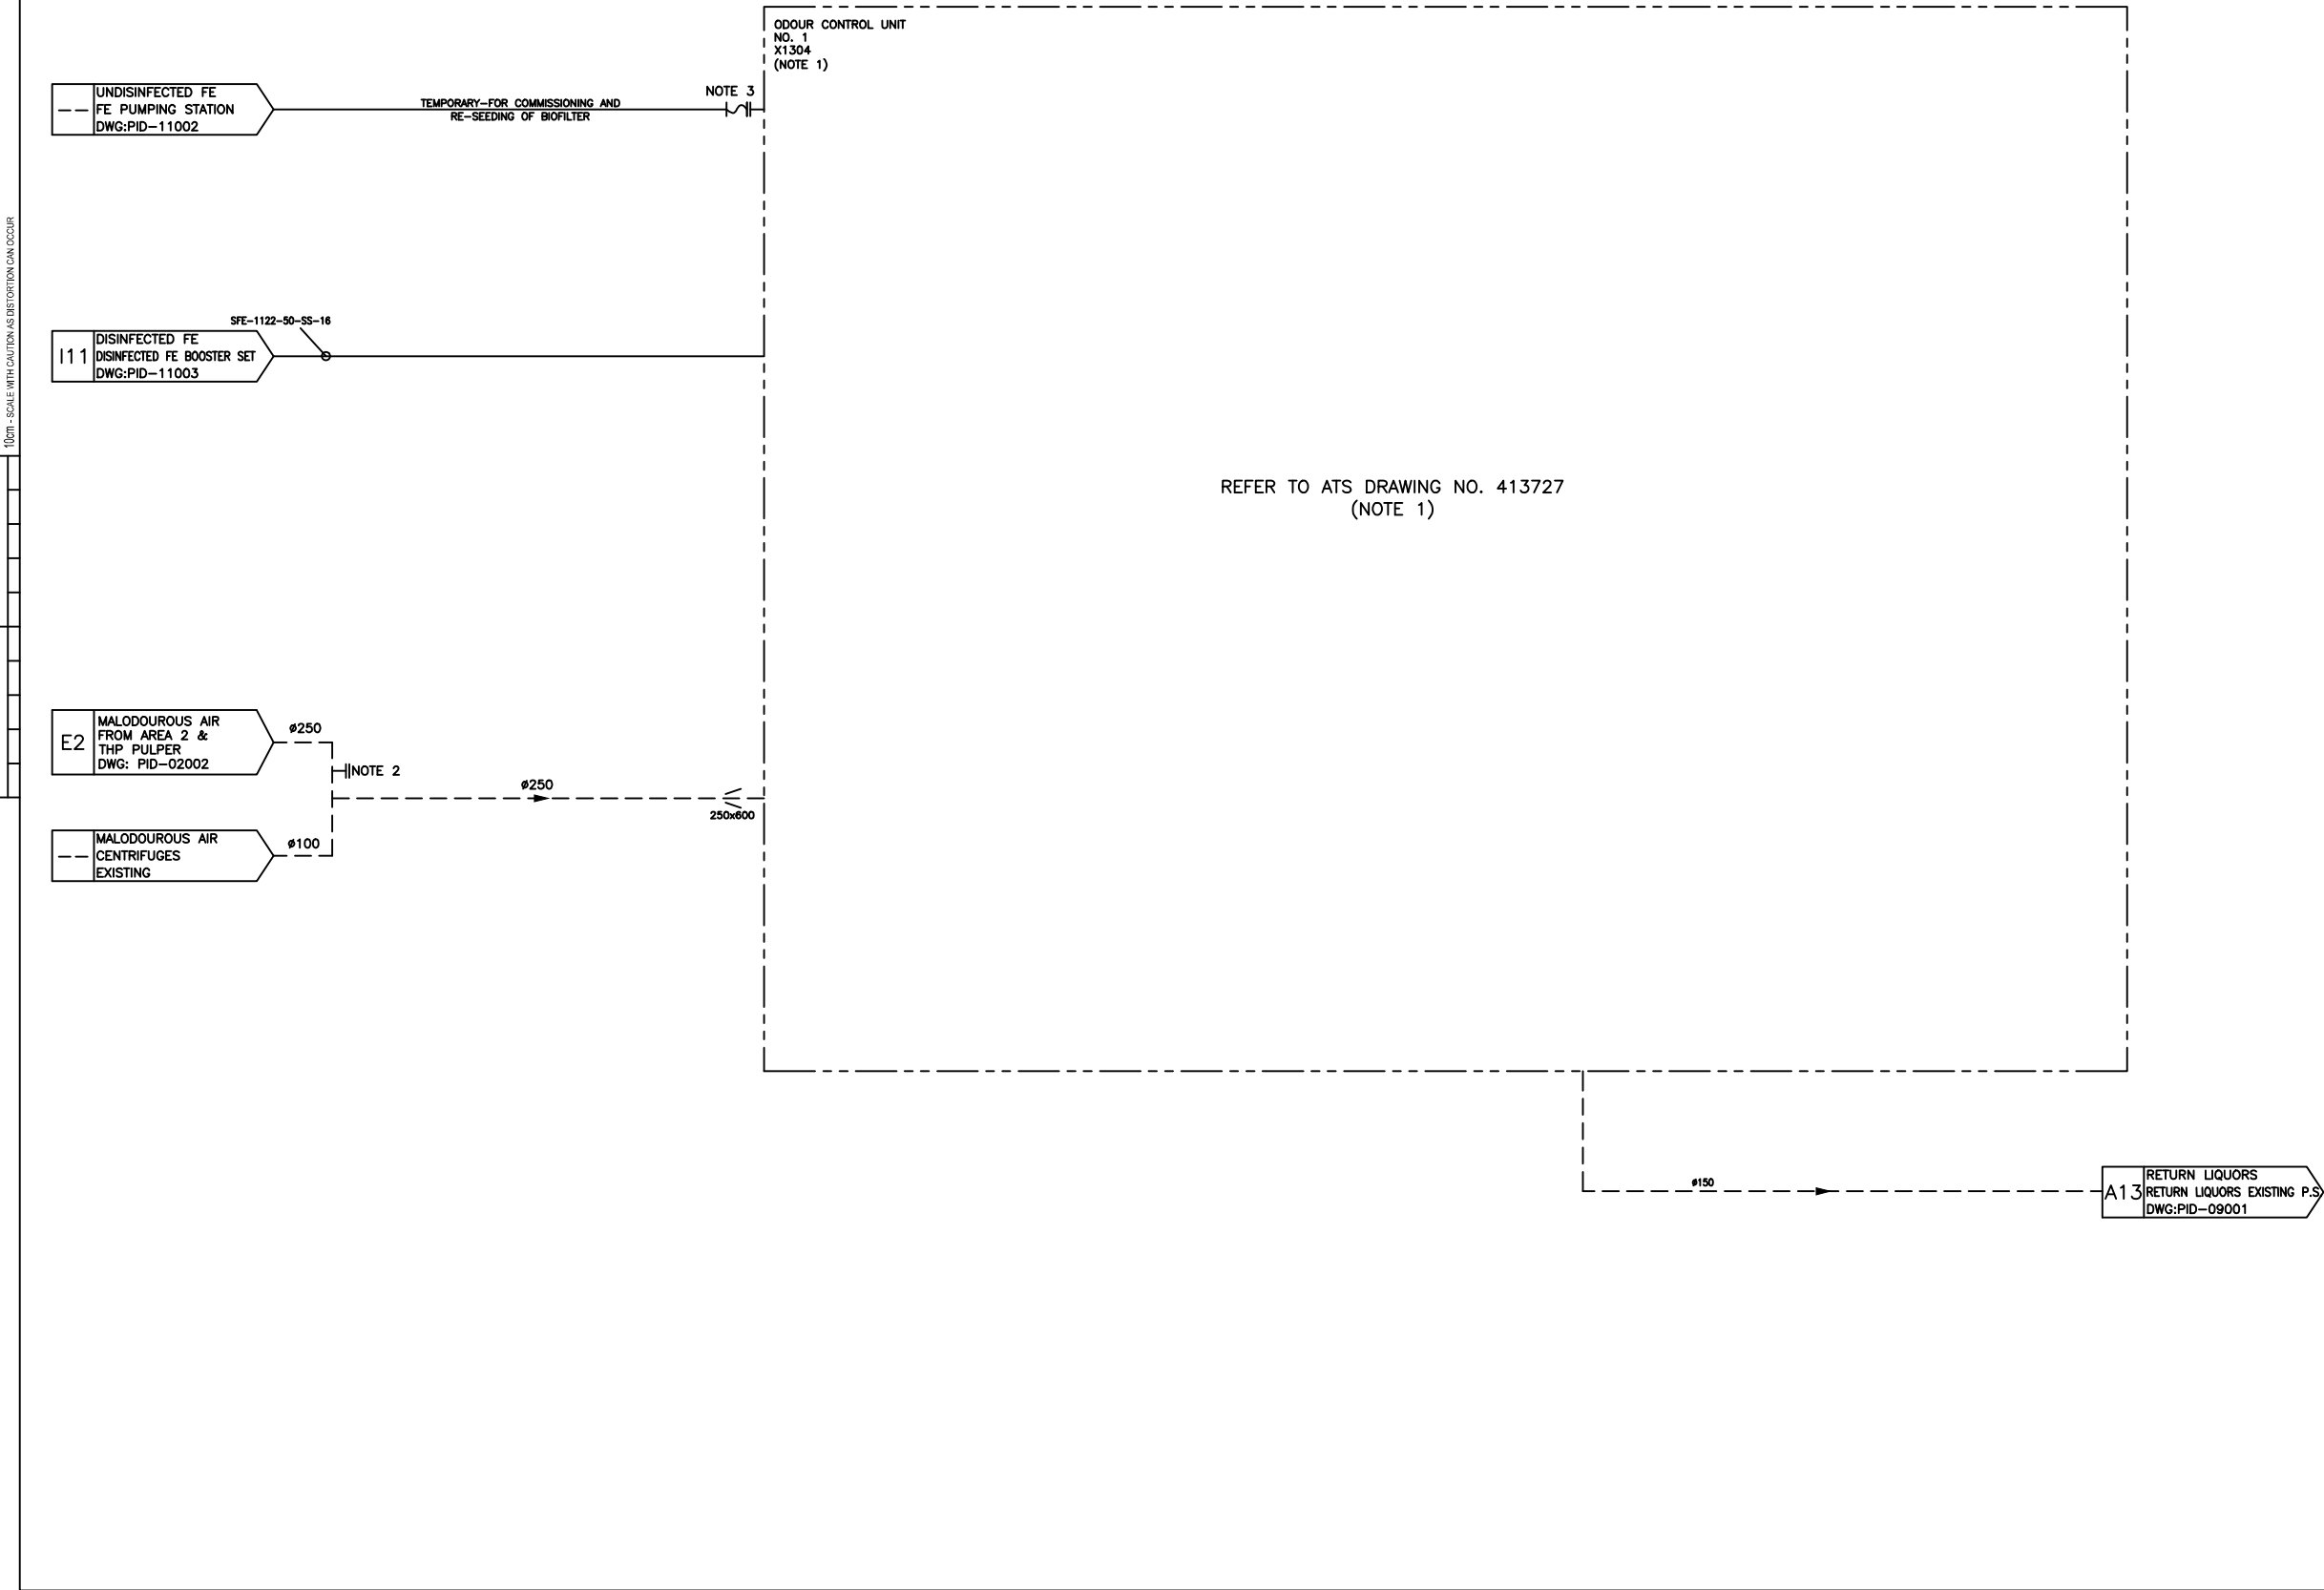 ODOUR CONTROL UNIT
NO. 1
X1304
(NOTE 1)
UNDISINFECTED FE
FE PUMPING STATION
DWG:PID-11002
TEMPORARY-FOR COMMISSIONING AND
RE-SEEDING OF BIOFILTER
NOTE 3
10cm - SCALE WITH CAUTION AS DISTORTION CAN OCCUR
SFE-1122-50-SS-16
I11
DISINFECTED FE
DISINFECTED FE BOOSTER SET
DWG:PID-11003
REFER TO ATS DRAWING NO. 413727
(NOTE 1)
E2
MALODOUROUS AIR
FROM AREA 2 &
THP PULPER
DWG: PID-02002
ø250
NOTE 2
ø250
250x600
MALODOUROUS AIR
CENTRIFUGES
EXISTING
ø100
ø150
A13
RETURN LIQUORS
RETURN LIQUORS EXISTING P.S
DWG:PID-09001